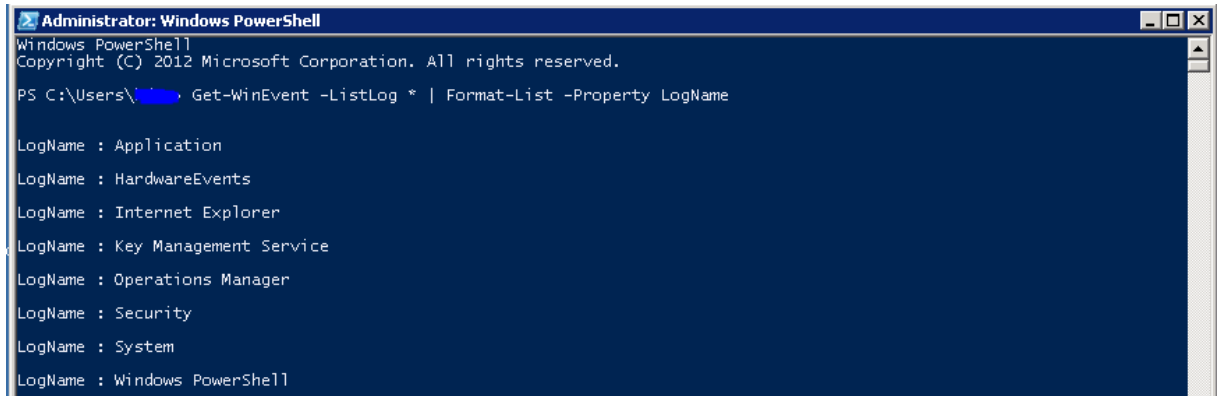 Administrator: Windows PowerShell
Windows PowerShell
Copyright (C) 2012 Microsoft Corporation. All rights reserved.
PS C:\Users\ Get-WinEvent -ListLog * | Format-List -Property LogName
LogName : Application
LogName : HardwareEvents
LogName : Internet Explorer
LogName : Key Management Service
LogName : Operations Manager
LogName : Security
LogName : System
LogName : Windows PowerShell